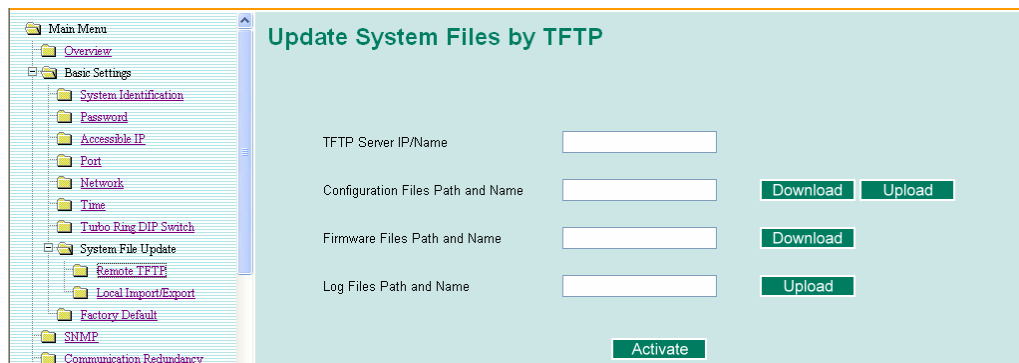 Main Menu
Overview
Basic Settings
System Identification
Password
Accessible IP
Port
Network
Time
Turbo Ring DIP Switch
System File Update
Remote TFTP
Local Import/Export
Factory Default
SNMP
Communication Redundancy
Update System Files by TFTP
TFTP Server IP/Name
Configuration Files Path and Name Download Upload
Firmware Files Path and Name Download
Log Files Path and Name Upload
Activate